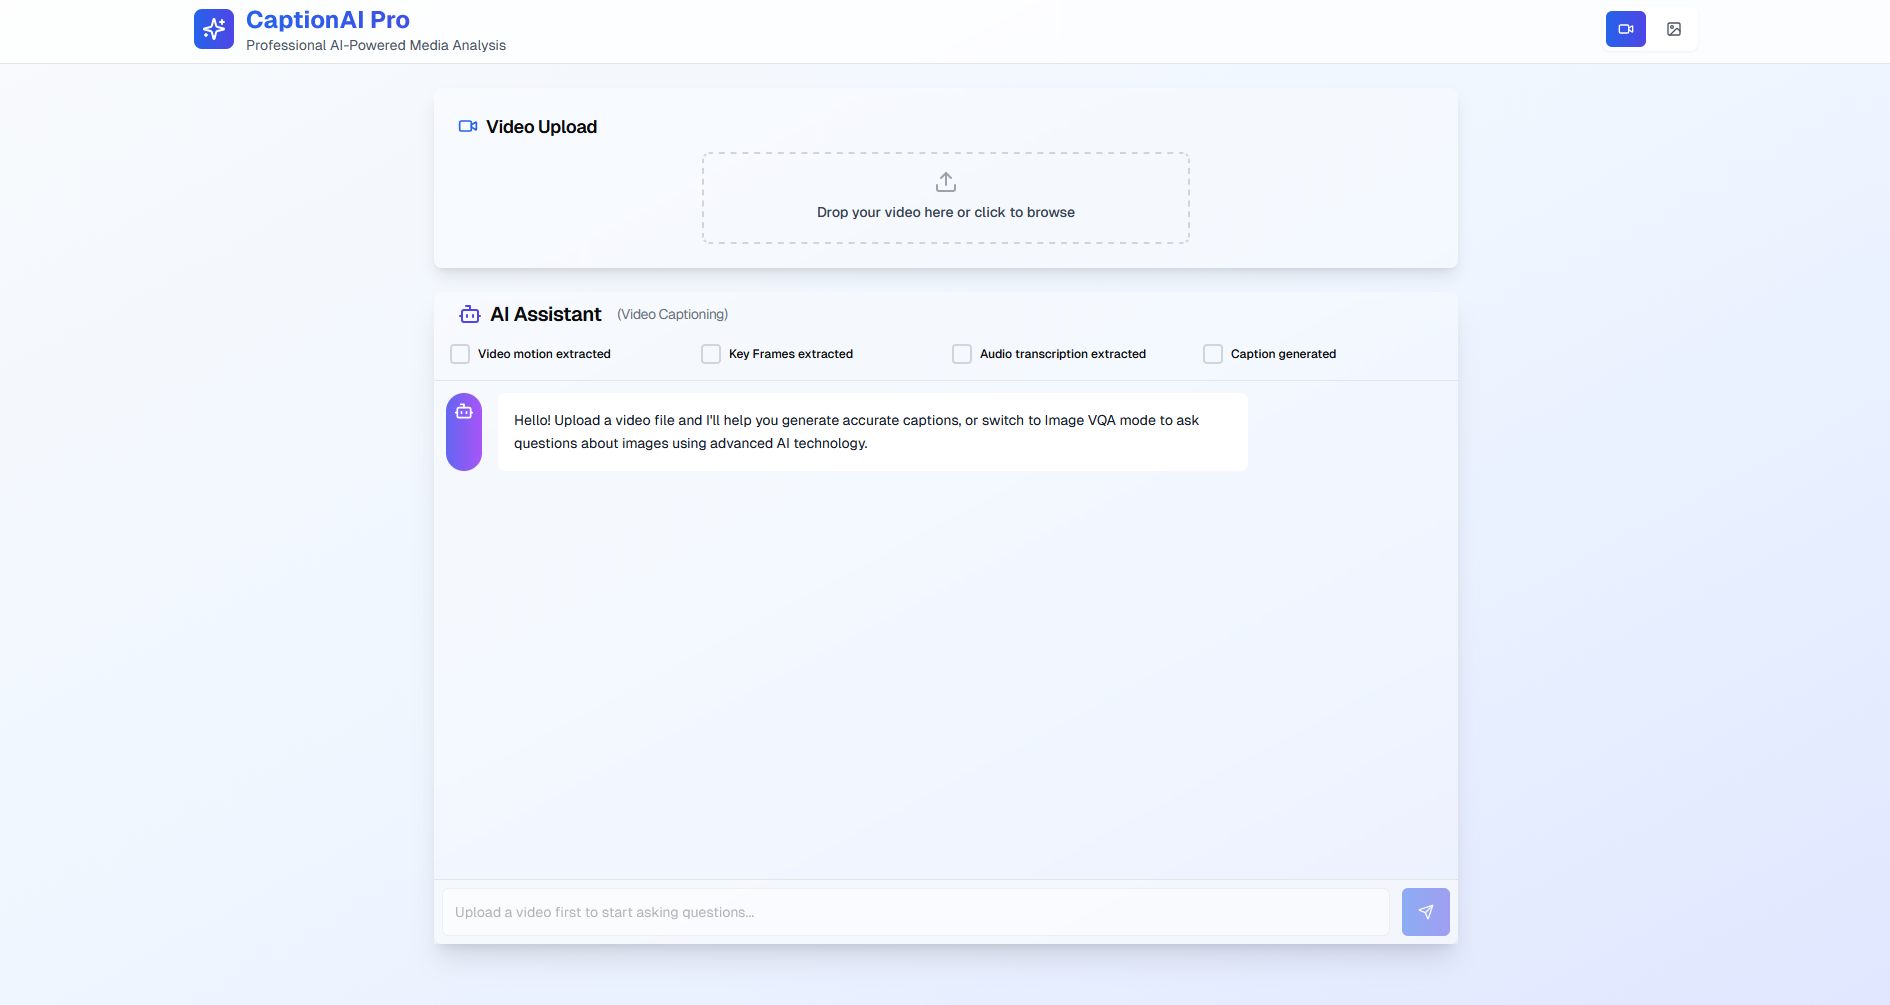 CaptionAI Pro
Professional AI-Powered Media Analysis
Video Upload
Drop your video here or click to browse
AI Assistant (Video Captioning)
Video motion extracted Key Frames extracted Audio transcription extracted Caption generated
Hello! Upload a video file and I'll help you generate accurate captions, or switch to Image VQA mode to ask
questions about images using advanced AI technology.
Upload a video first to start asking questions...